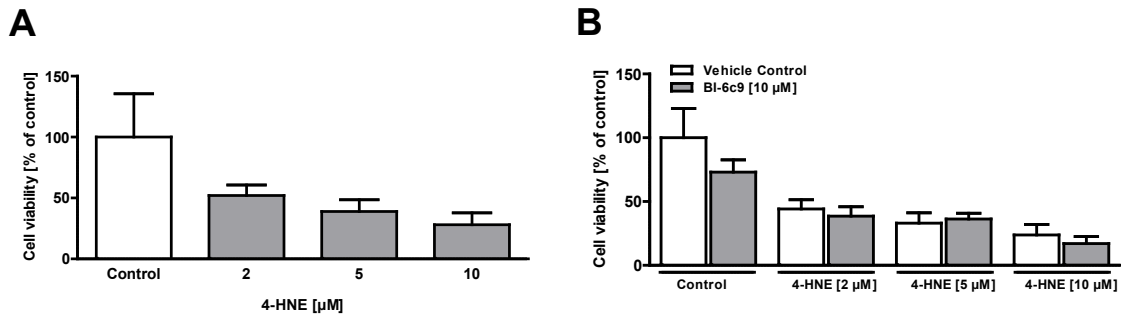 A
Cell viability [% of control]
150
100
50
0
Control 2 5 10
4-HNE [µM]
B
Cell viability [% of control]
150
100
50
0
Vehicle Control
BI-6c9 [10 µM]
Control 4-HNE [2 µM] 4-HNE [5 µM] 4-HNE [10 µM]